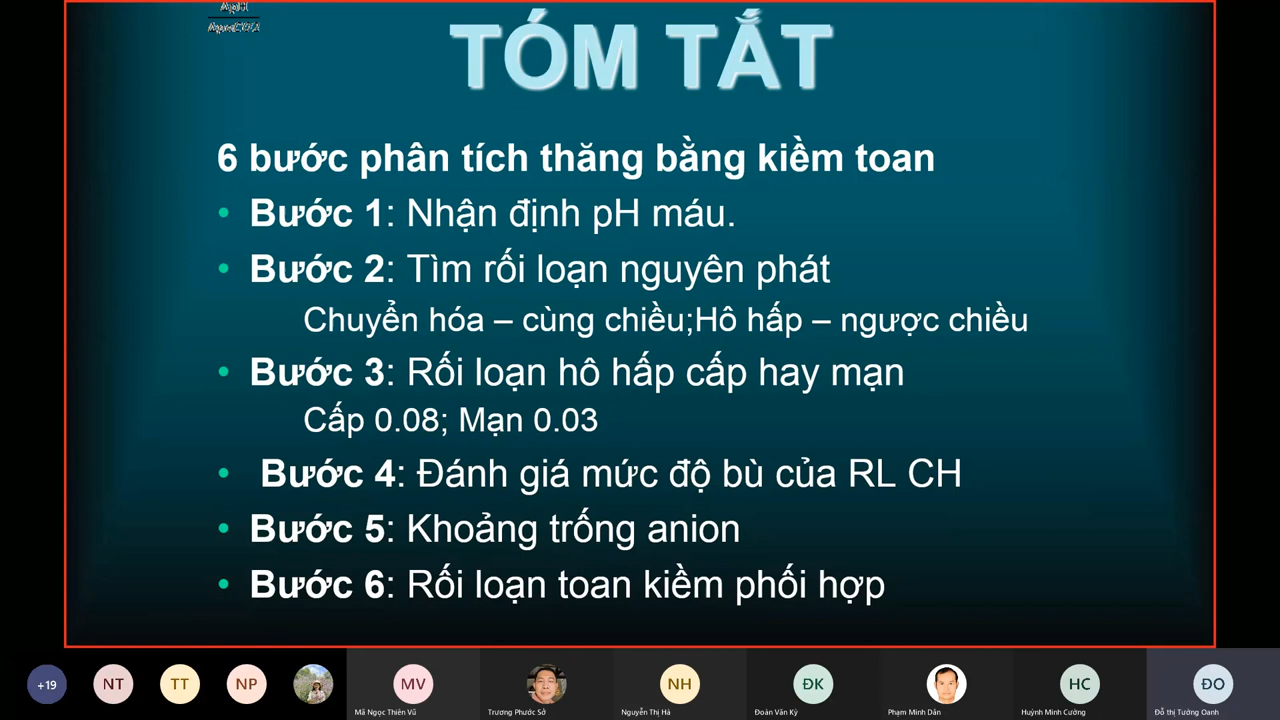 TÓM TẮT
6 bước phân tích thăng bằng kiềm toan
• Bước 1: Nhận định pH máu.
• Bước 2: Tìm rối loạn nguyên phát
Chuyển hóa – cùng chiều;Hô hấp – ngược chiều
• Bước 3: Rối loạn hô hấp cấp hay mạn
Cấp 0.08; Mạn 0.03
• Bước 4: Đánh giá mức độ bù của RL CH
• Bước 5: Khoảng trống anion
• Bước 6: Rối loạn toan kiềm phối hợp
+19 NT TT NP MV NH ĐK HC ĐO
Mã Ngọc Thiên Vũ Trương Phước Sở Nguyễn Thị Hà Đoàn Văn Kỳ Phạm Minh Dân Huỳnh Minh Cường Đỗ thị Tường Oanh